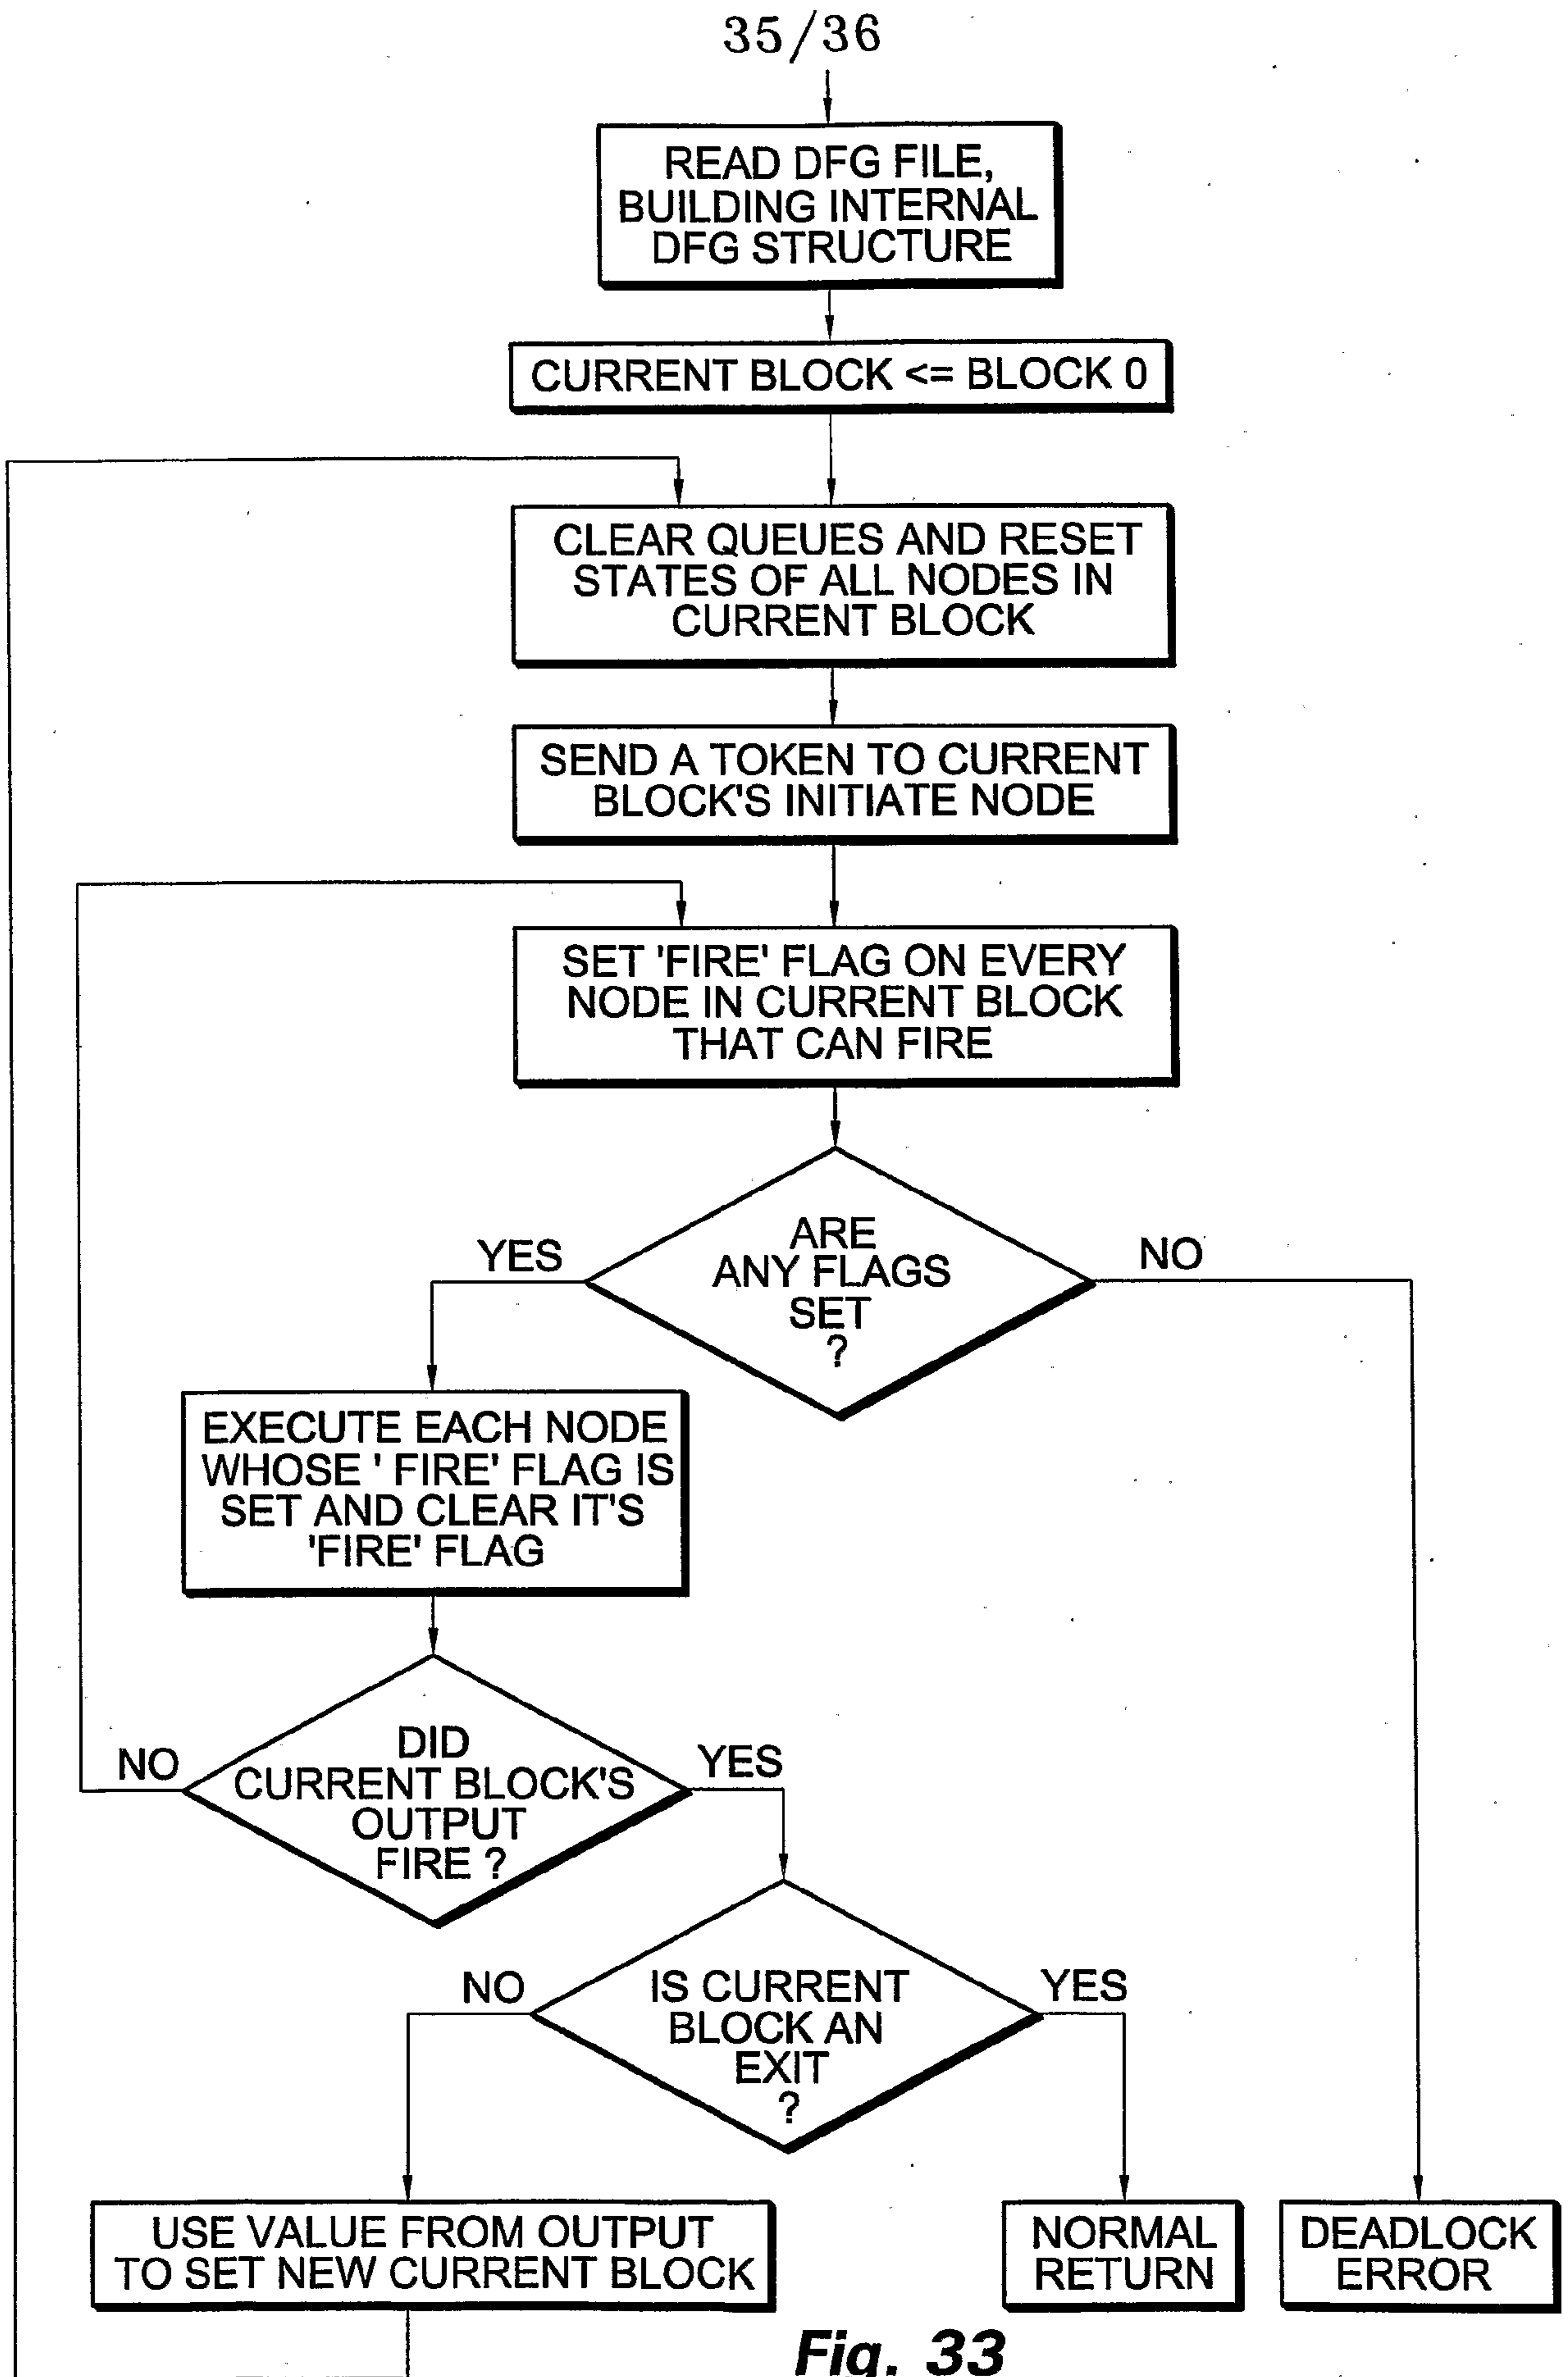 35/36
READ DFG FILE,
BUILDING INTERNAL
DFG STRUCTURE
CURRENT BLOCK <= BLOCK 0
CLEAR QUEUES AND RESET
STATES OF ALL NODES IN
CURRENT BLOCK
SEND A TOKEN TO CURRENT
BLOCK'S INITIATE NODE
SET 'FIRE' FLAG ON EVERY
NODE IN CURRENT BLOCK
THAT CAN FIRE
ARE
ANY FLAGS
SET
?
YES
NO
EXECUTE EACH NODE
WHOSE ' FIRE' FLAG IS
SET AND CLEAR IT'S
'FIRE' FLAG
DID
CURRENT BLOCK'S
OUTPUT
FIRE ?
NO
YES
IS CURRENT
BLOCK AN
EXIT
?
NO
YES
USE VALUE FROM OUTPUT
TO SET NEW CURRENT BLOCK
NORMAL
RETURN
DEADLOCK
ERROR
Fig. 33